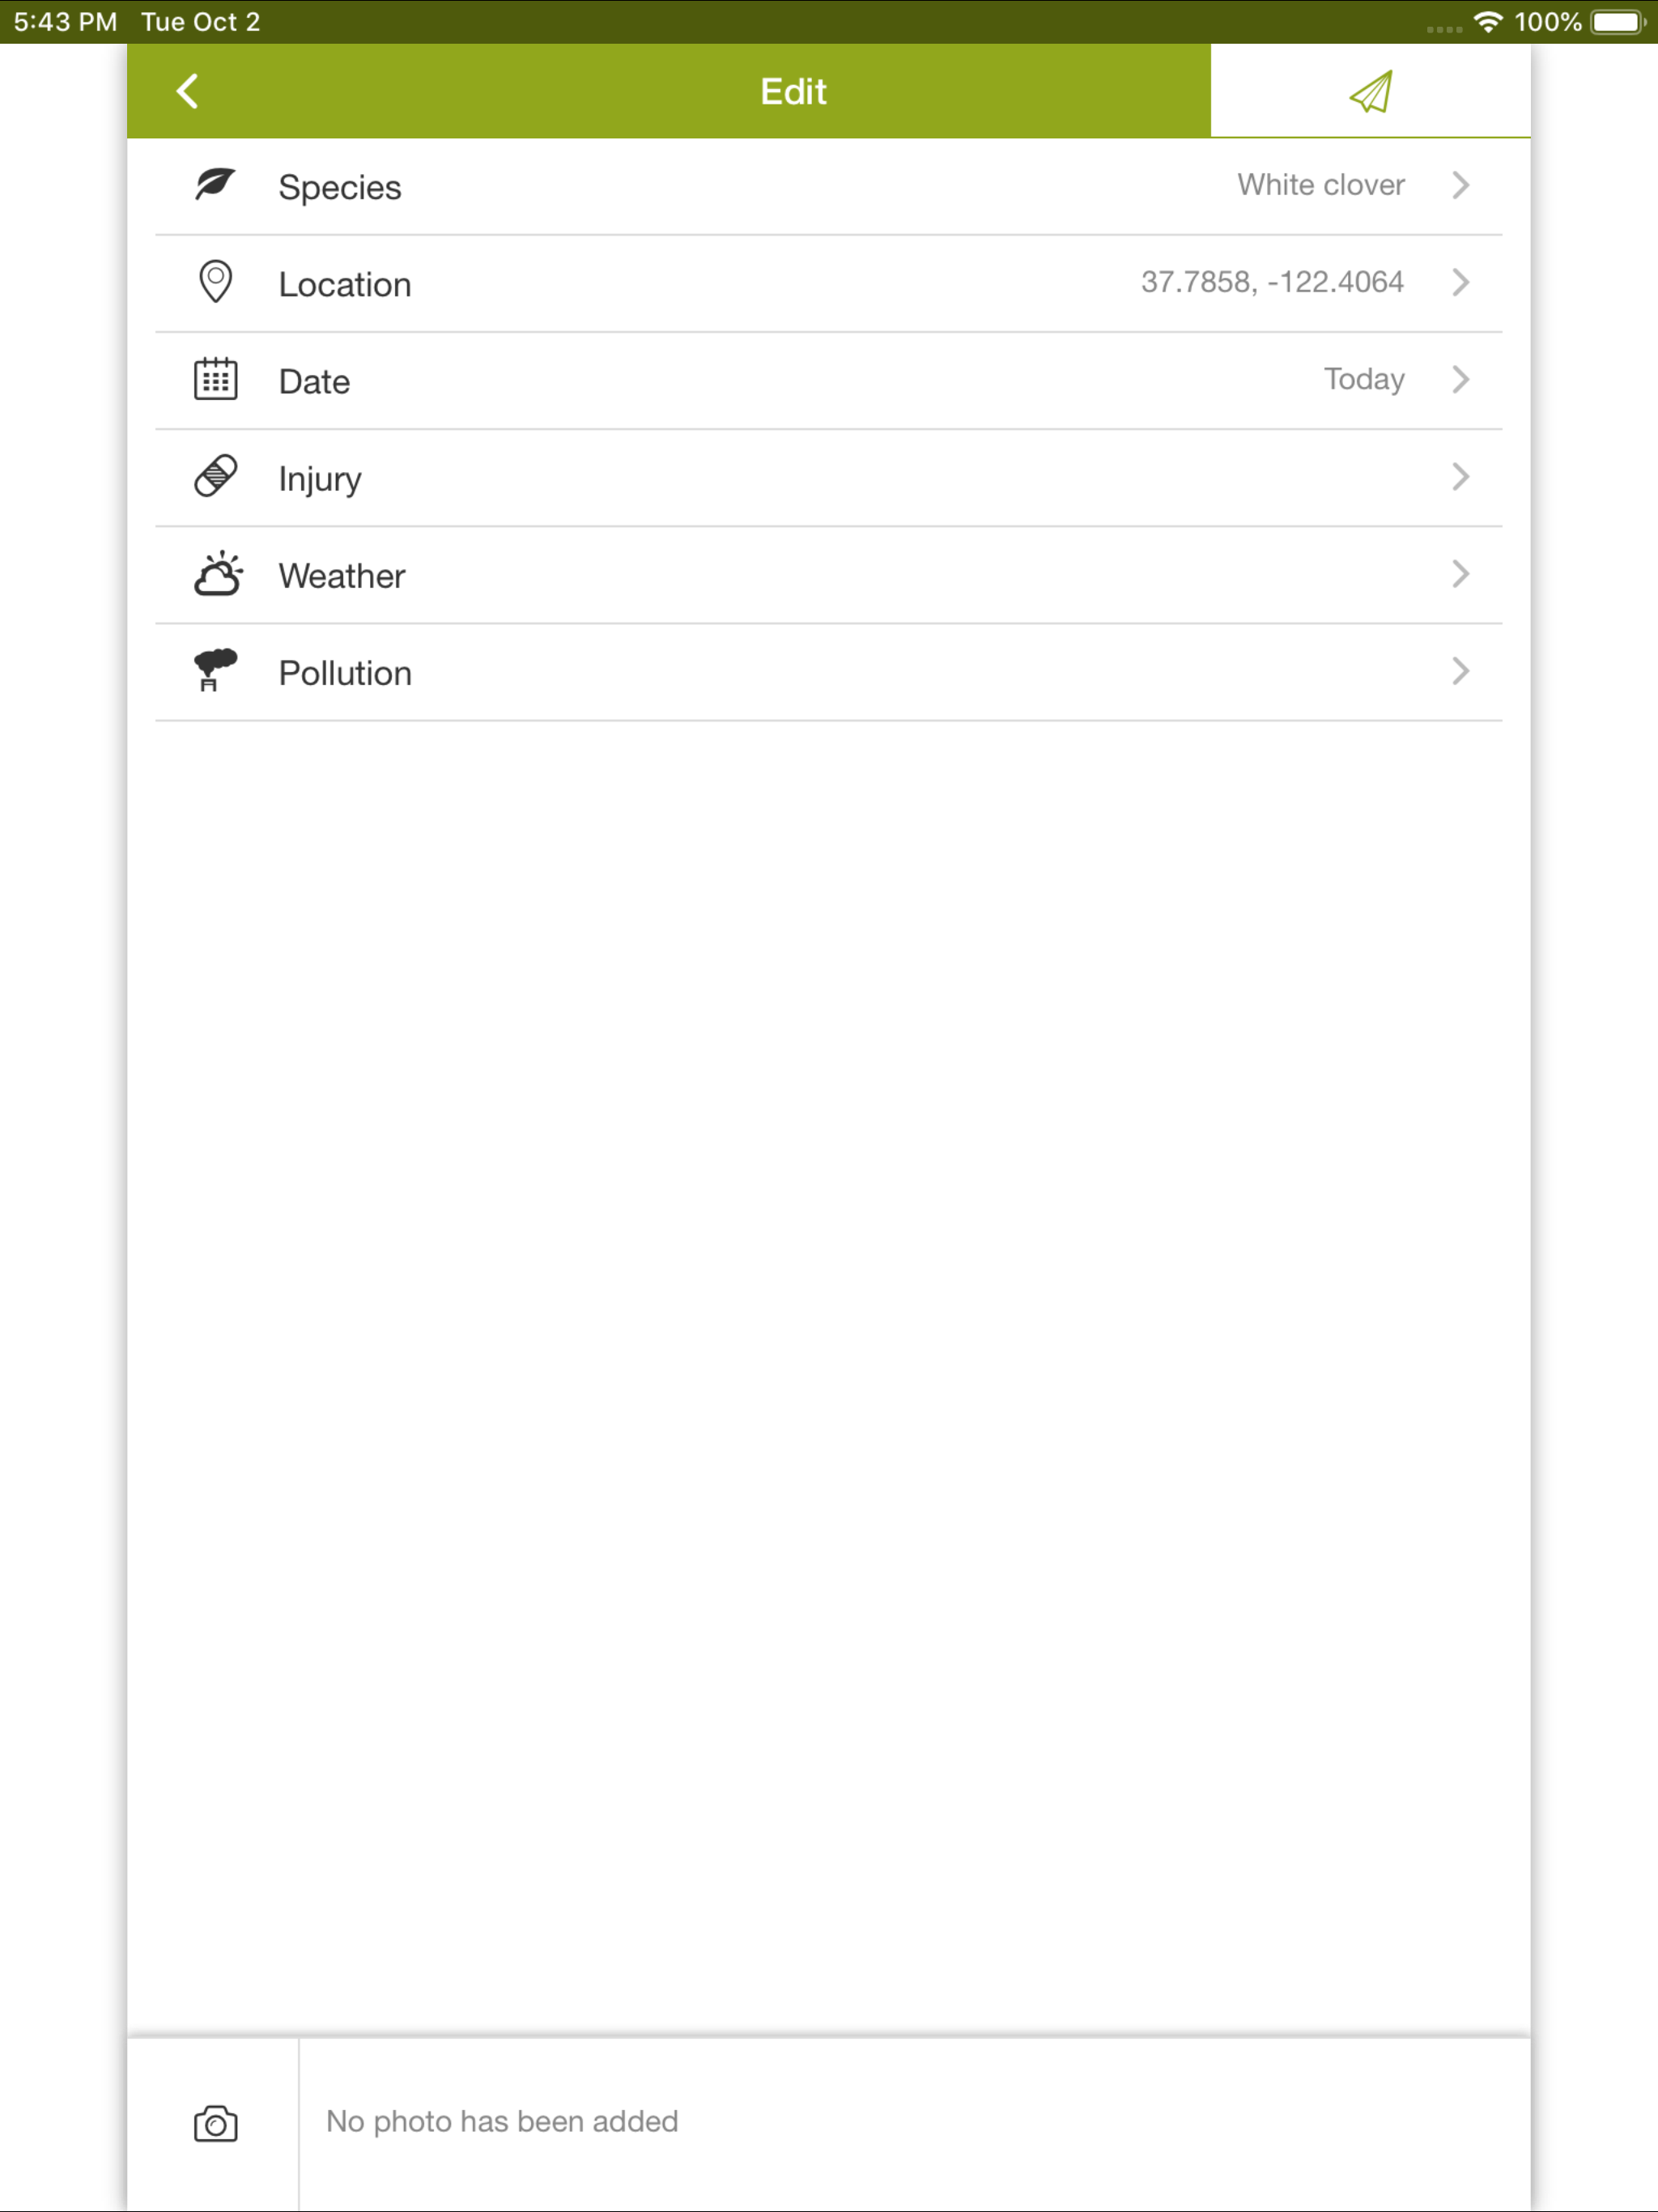 5:43 PM Tue Oct 2 100%
Edit
Species White clover
Location 37.7858, -122.4064
Date Today
Injury
Weather
Pollution
No photo has been added